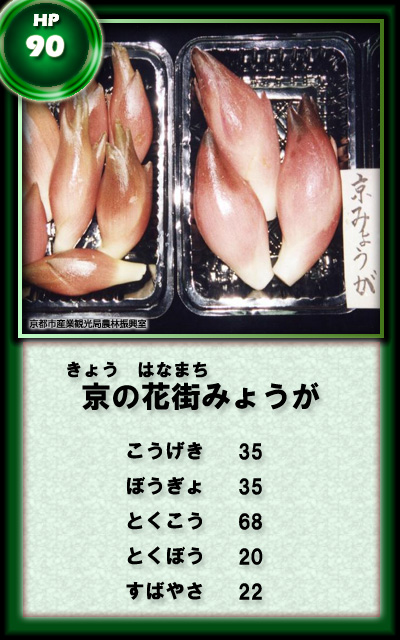 HP
90
京みょうが
京都市産業観光局農林振興室
きょう　はなまち
京の花街みょうが
こうげき　35
ぼうぎょ　35
とくこう　68
とくぼう　20
すばやさ　22